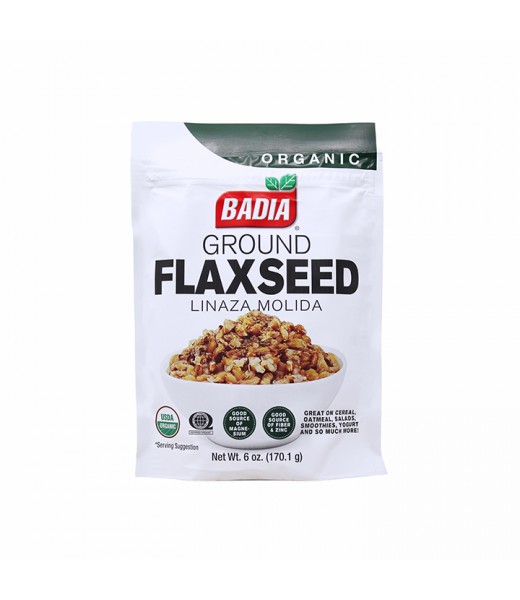 ORGANIC
BADIA
®
GROUND
FLAXSEED
LINAZA MOLIDA
USDA
ORGANIC
GOOD
SOURCE
OF
MAGNE-
SIUM
GOOD
SOURCE
OF FIBER
& ZINC
GREAT ON CEREAL,
OATMEAL, SALADS,
SMOOTHIES, YOGURT
AND SO MUCH MORE!
*Serving Suggestion
Net Wt. 6 oz. (170.1 g)